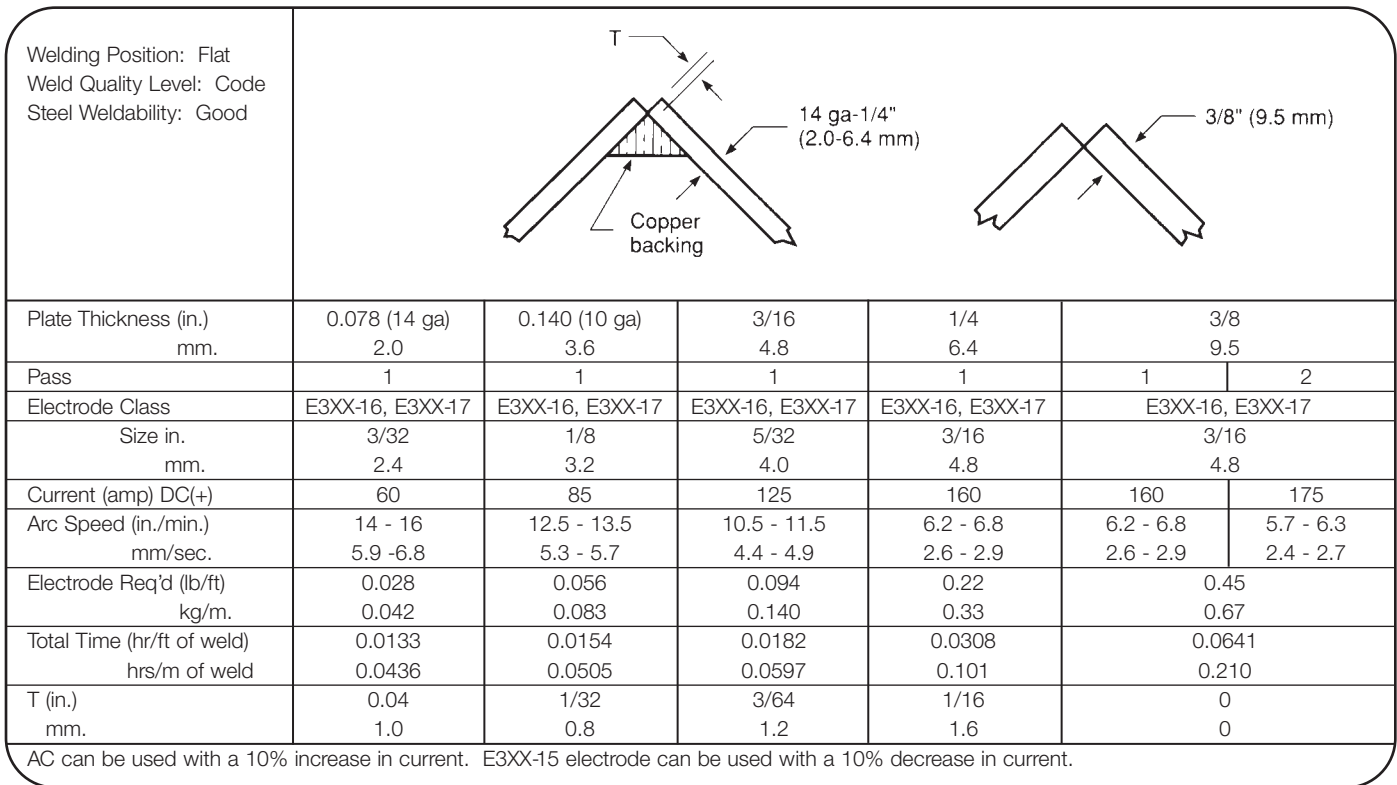 Welding Position: Flat
Weld Quality Level: Code
Steel Weldability: Good
T
14 ga-1/4"
(2.0-6.4 mm)
Copper
backing
3/8" (9.5 mm)
Plate Thickness (in.) 0.078 (14 ga) 0.140 (10 ga) 3/16 1/4 3/8
mm. 2.0 3.6 4.8 6.4 9.5
Pass 1 1 1 1 1 2
Electrode Class E3XX-16, E3XX-17 E3XX-16, E3XX-17 E3XX-16, E3XX-17 E3XX-16, E3XX-17 E3XX-16, E3XX-17
Size in. 3/32 1/8 5/32 3/16 3/16
mm. 2.4 3.2 4.0 4.8 4.8
Current (amp) DC(+) 60 85 125 160 160 175
Arc Speed (in./min.) 14 - 16 12.5 - 13.5 10.5 - 11.5 6.2 - 6.8 6.2 - 6.8 5.7 - 6.3
mm/sec. 5.9 -6.8 5.3 - 5.7 4.4 - 4.9 2.6 - 2.9 2.6 - 2.9 2.4 - 2.7
Electrode Req'd (lb/ft) 0.028 0.056 0.094 0.22 0.45
kg/m. 0.042 0.083 0.140 0.33 0.67
Total Time (hr/ft of weld) 0.0133 0.0154 0.0182 0.0308 0.0641
hrs/m of weld 0.0436 0.0505 0.0597 0.101 0.210
T (in.) 0.04 1/32 3/64 1/16 0
mm. 1.0 0.8 1.2 1.6 0
AC can be used with a 10% increase in current. E3XX-15 electrode can be used with a 10% decrease in current.